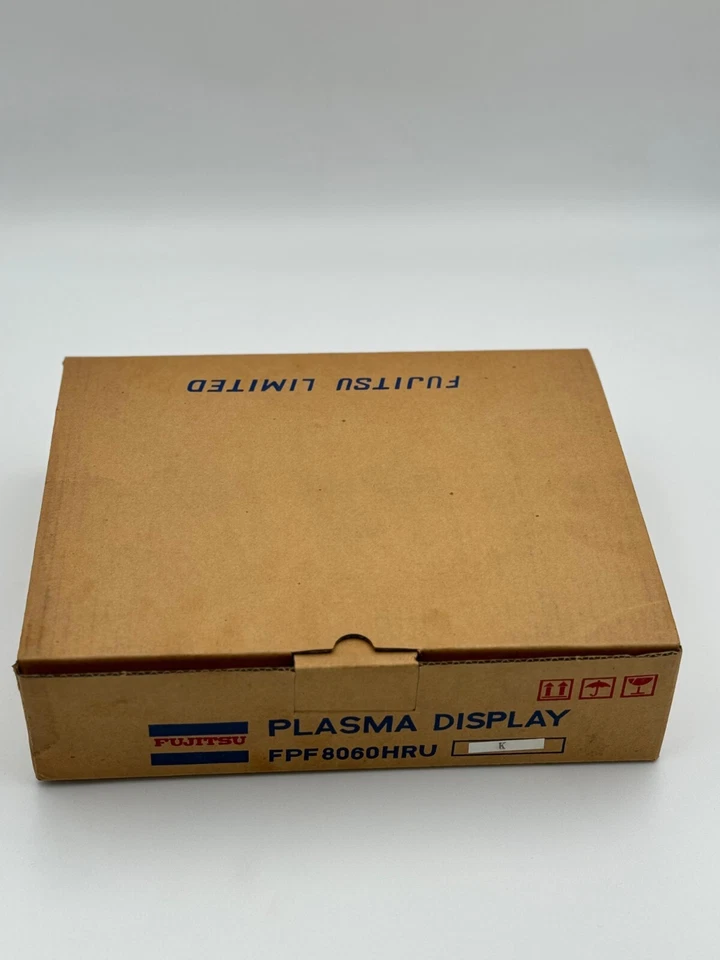 FUJITSU LIMITED
FUJITSU
PLASMA DISPLAY
FPF8060HRU K